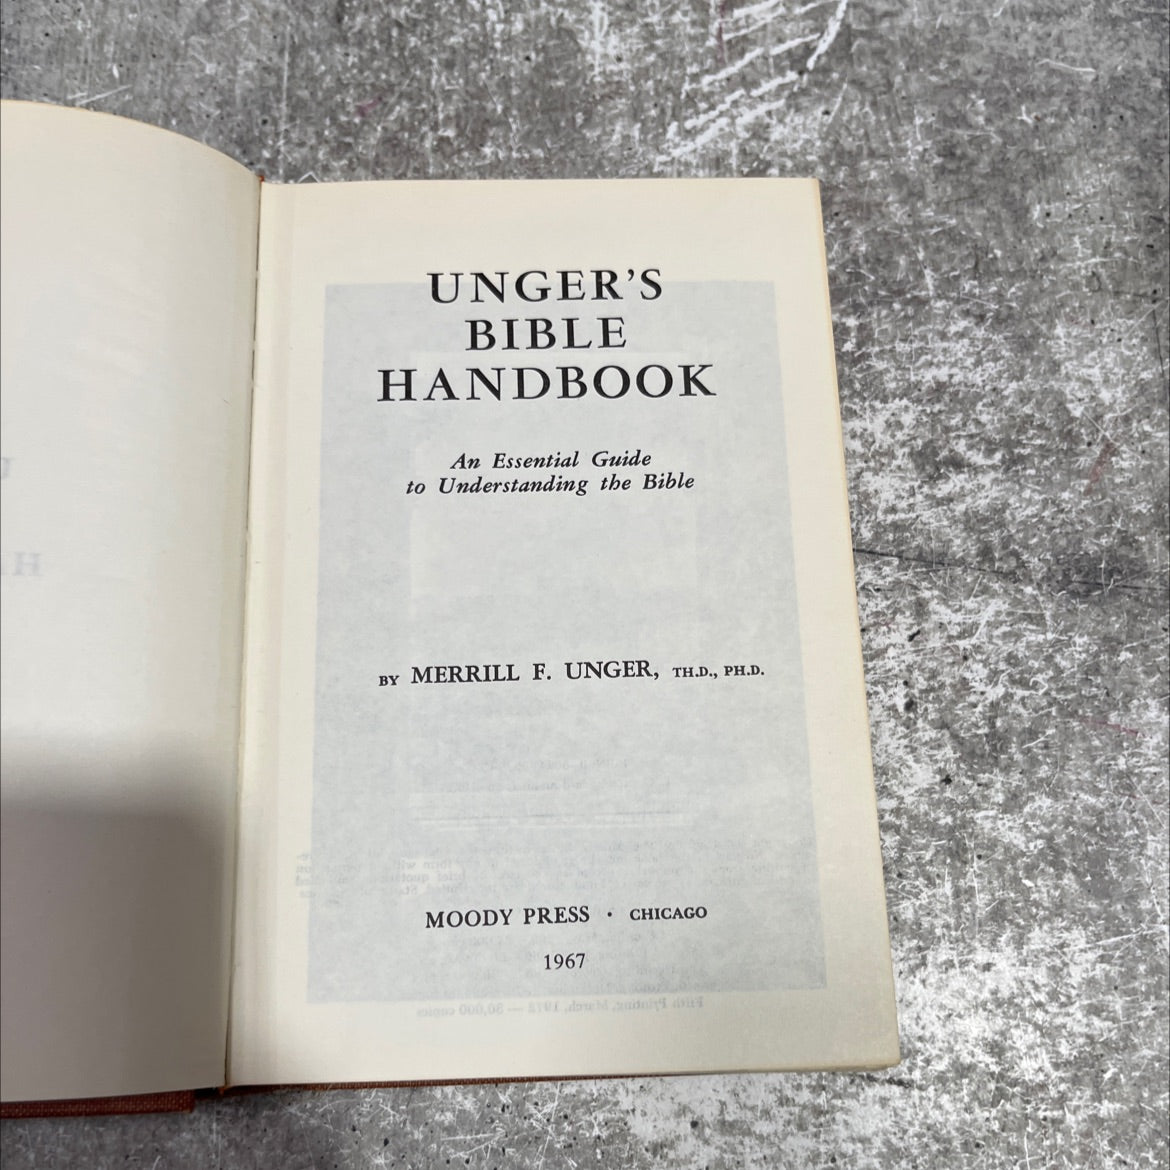 UNGER'S
BIBLE
HANDBOOK
An Essential Guide
to Understanding the Bible
BY MERRILL F. UNGER, TH.D., PH.D.
MOODY PRESS · CHICAGO
1967